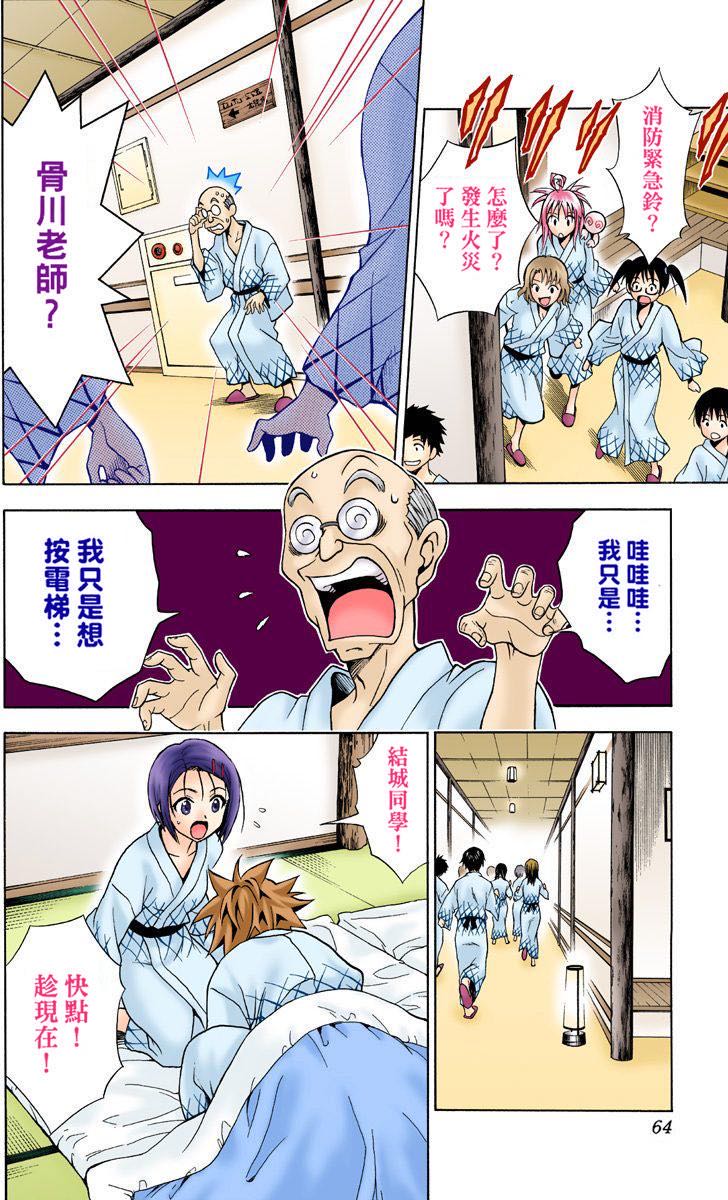 消防緊急鈴？
怎麼了？
發生火災
了嗎？
骨川老師？
哇哇哇…
我只是…
我只是想
按電梯…
結城同學！
快點！
趁現在！
64